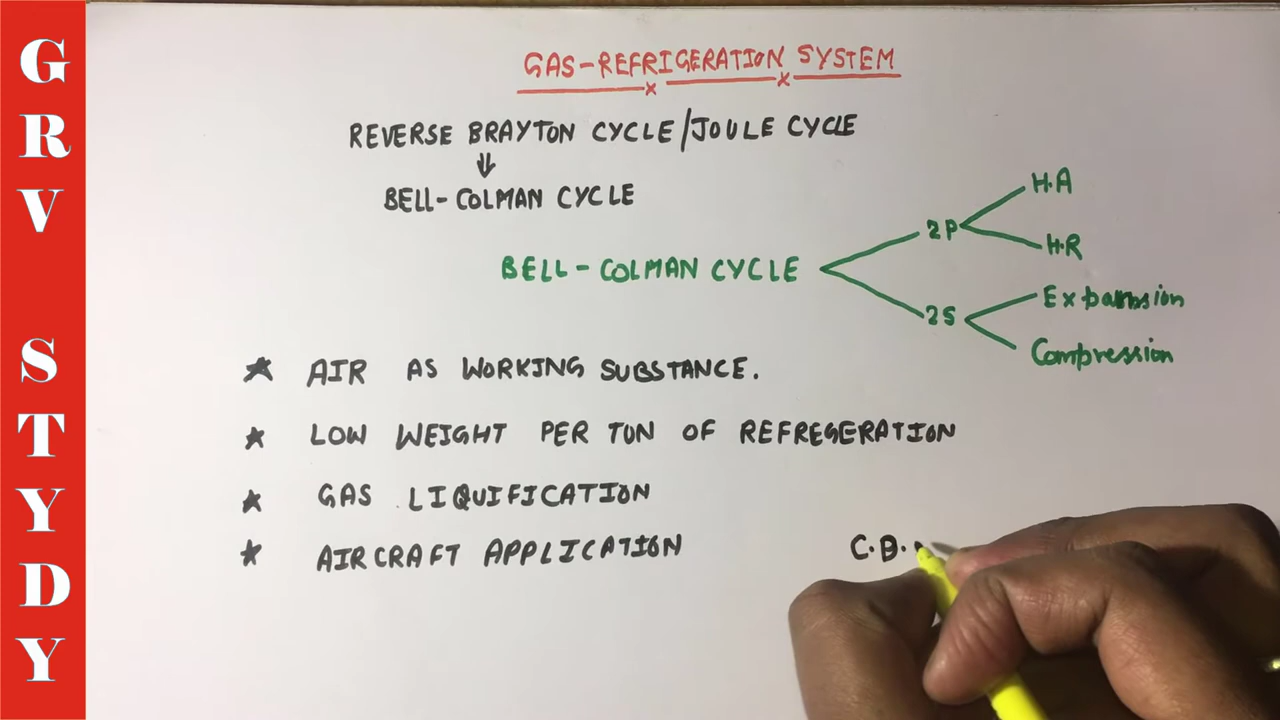 GRV STYDY
GAS-REFRIGERATION SYSTEM
REVERSE BRAYTON CYCLE/JOULE CYCLE
BELL-COLMAN CYCLE
BELL-COLMAN CYCLE
2P
H.A
H.R
2S
Expansion
Compression
AIR AS WORKING SUBSTANCE.
LOW WEIGHT PER TON OF REFREGERATION
GAS LIQUIFICATION
AIRCRAFT APPLICATION
C.D.